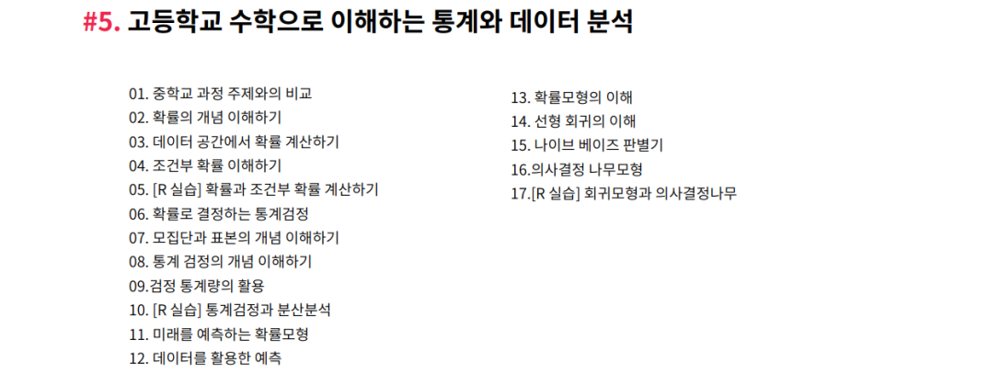 #5. 고등학교 수학으로 이해하는 통계와 데이터 분석
01. 중학교 과정 주제와의 비교
02. 확률의 개념 이해하기
03. 데이터 공간에서 확률 계산하기
04. 조건부 확률 이해하기
05. [R 실습] 확률과 조건부 확률 계산하기
06. 확률로 결정하는 통계검정
07. 모집단과 표본의 개념 이해하기
08. 통계 검정의 개념 이해하기
09.검정 통계량의 활용
10. [R 실습] 통계검정과 분산분석
11. 미래를 예측하는 확률모형
12. 데이터를 활용한 예측
13. 확률모형의 이해
14. 선형 회귀의 이해
15. 나이브 베이즈 판별기
16.의사결정 나무모형
17.[R 실습] 회귀모형과 의사결정나무